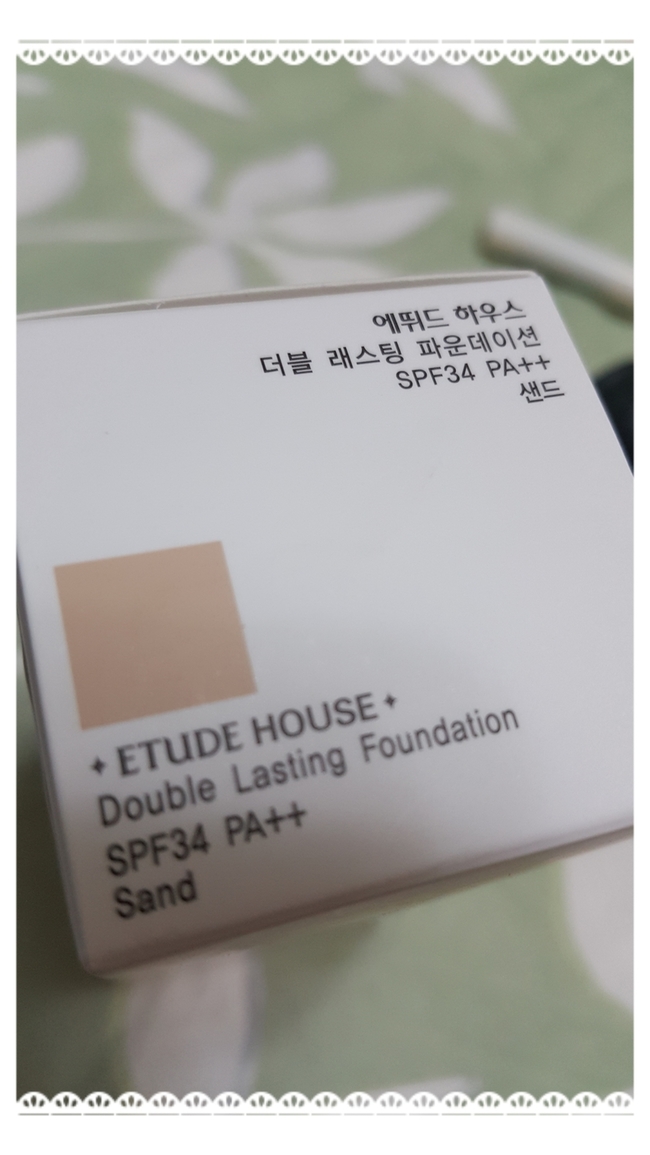 에뛰드 하우스
더블 래스팅 파운데이션
SPF34 PA++
샌드
ETUDE HOUSE
Double Lasting Foundation
SPF34 PA++
Sand